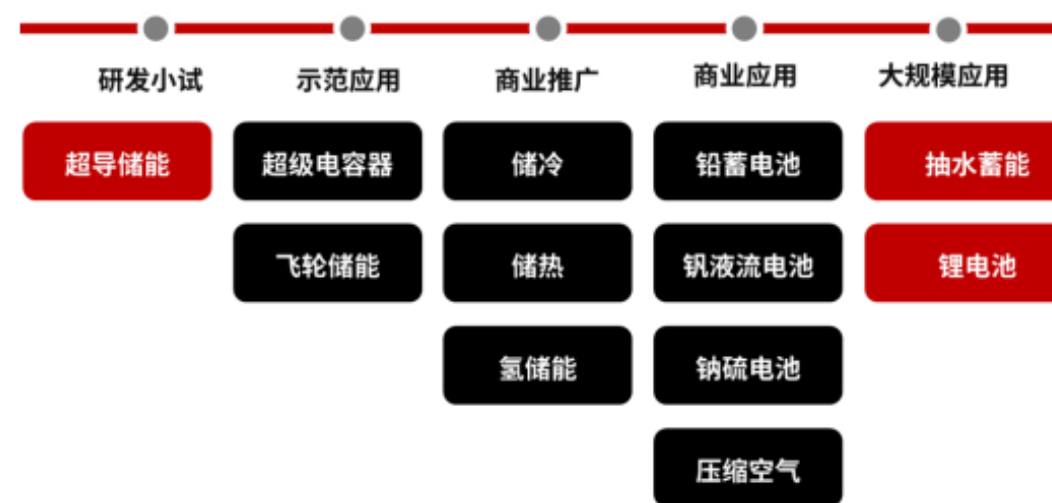 研发小试
示范应用
商业推广
商业应用
大规模应用
超导储能
超级电容器
储冷
铅蓄电池
抽水蓄能
飞轮储能
储热
钒液流电池
锂电池
氢储能
钠硫电池
压缩空气